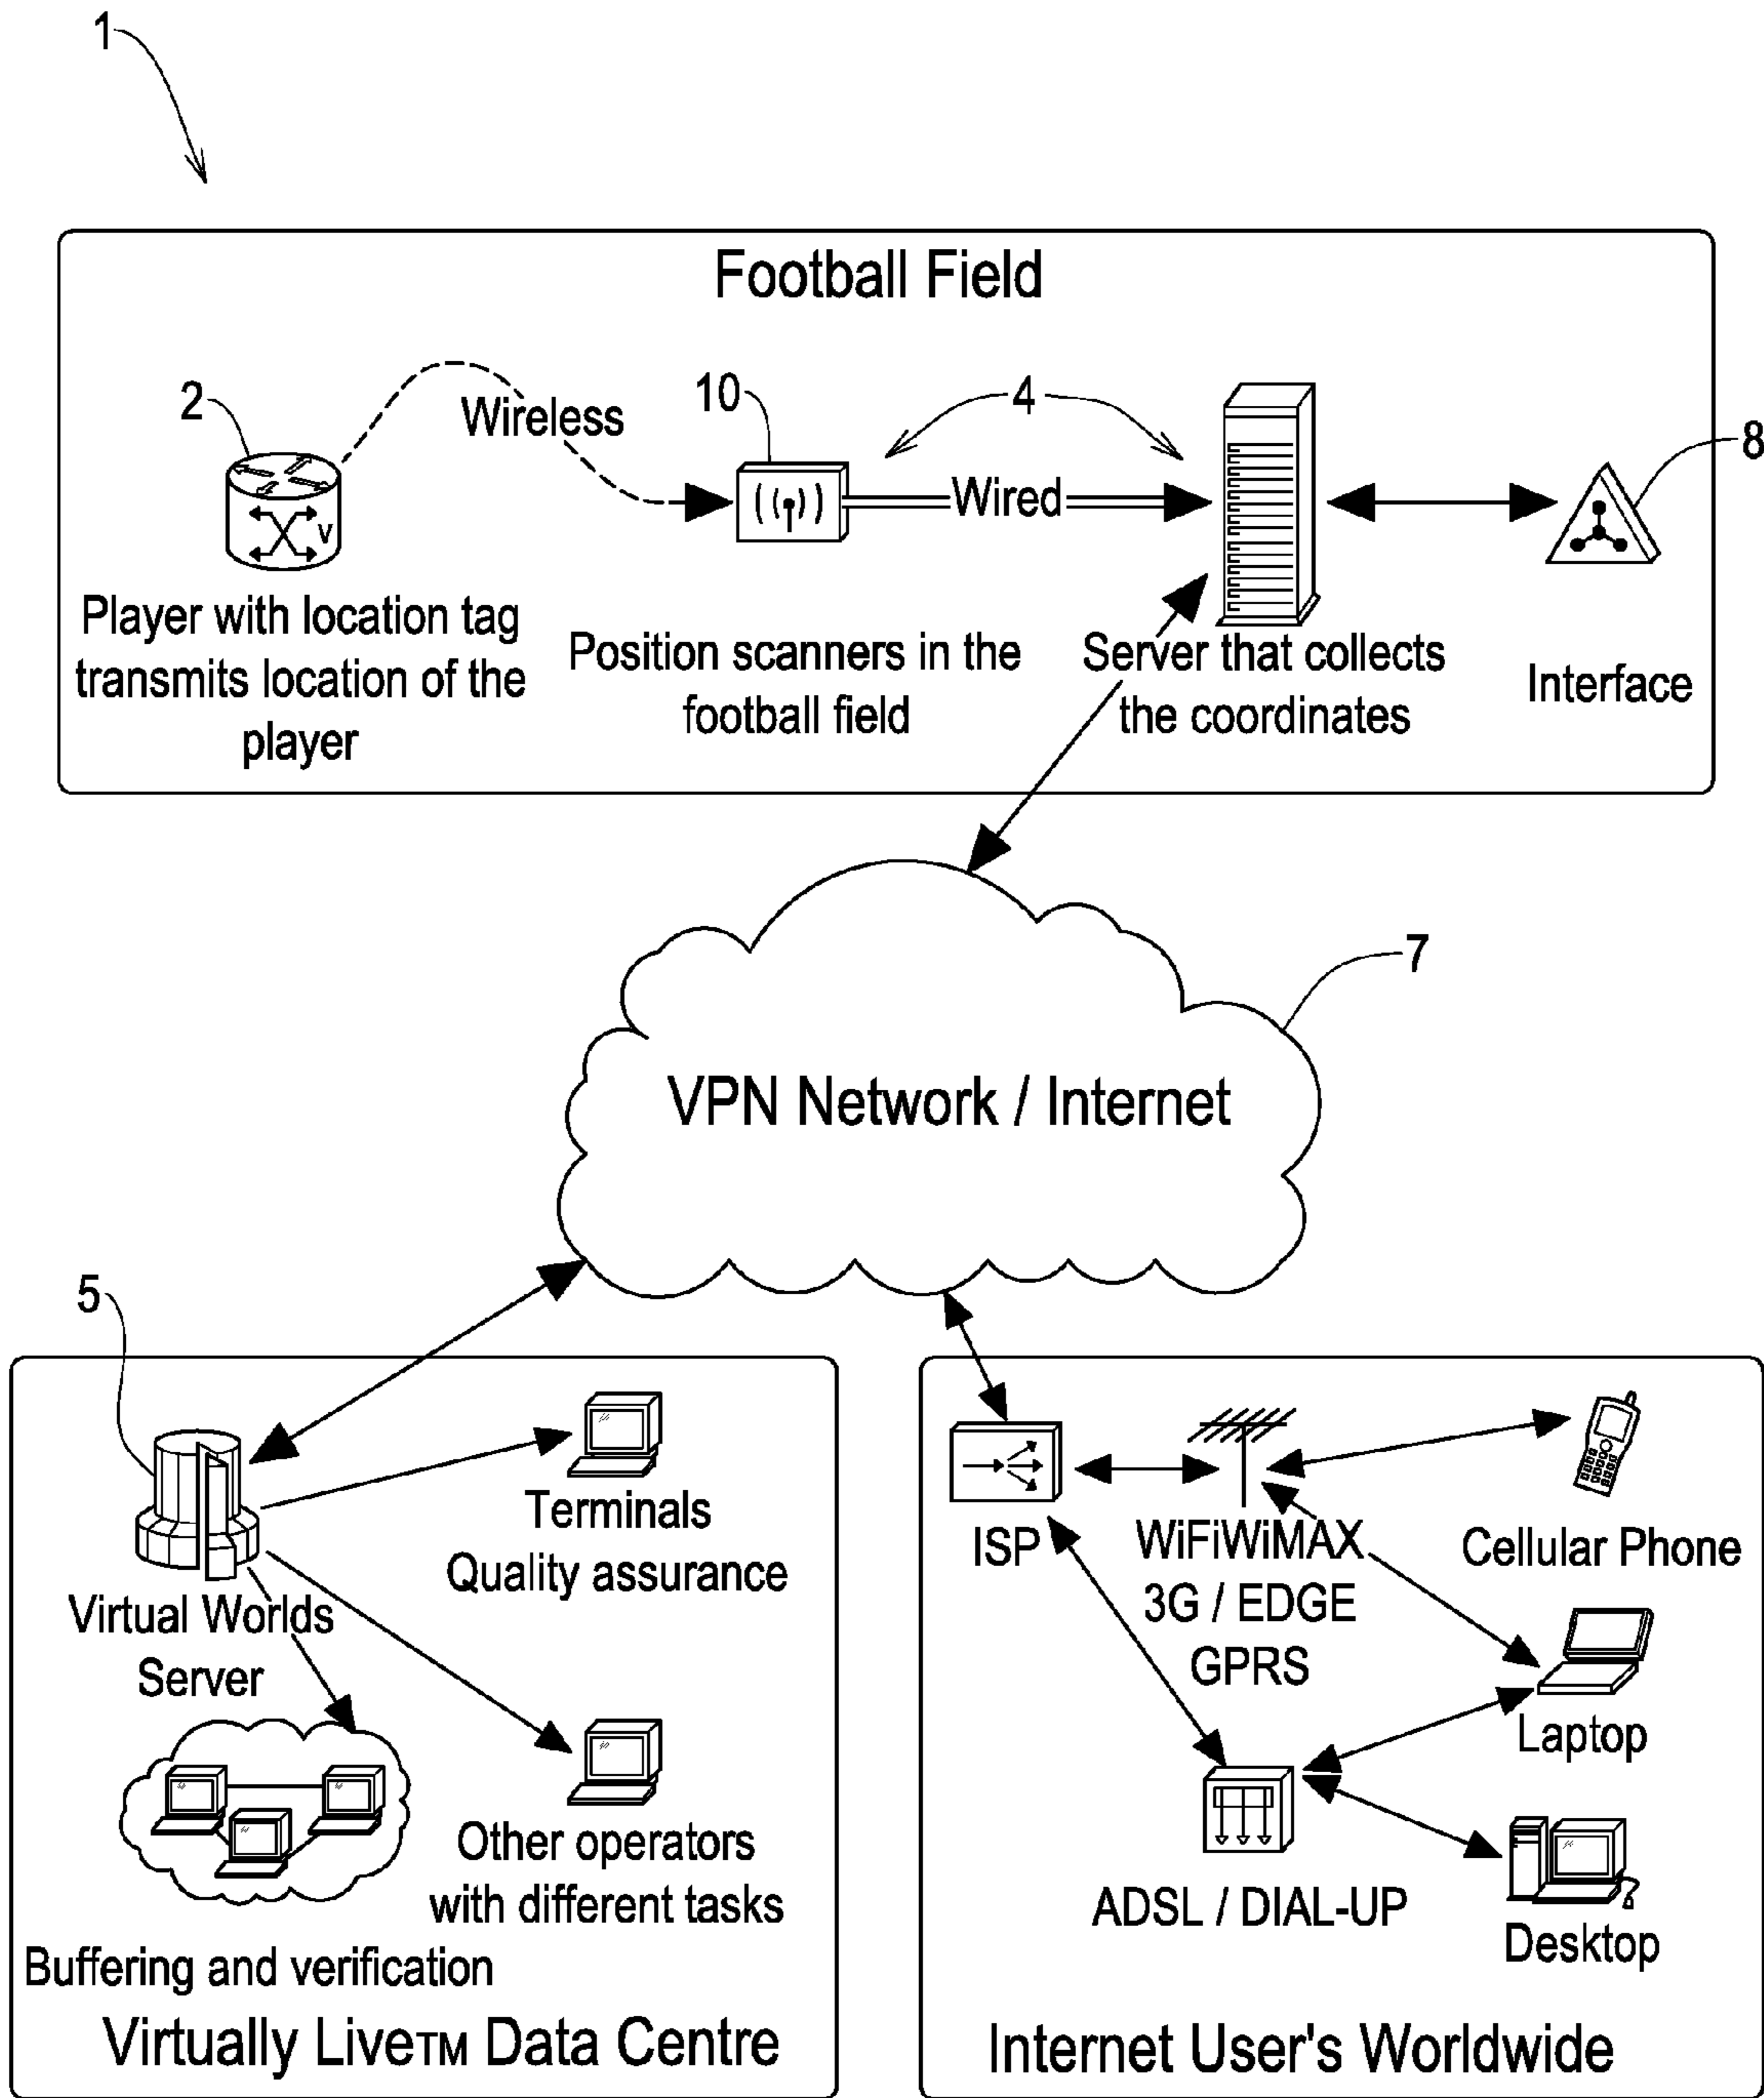 1
Football Field
2
Wireless
10
4
8
Wired
v
Player with location tag
transmits location of the
player
Position scanners in the
football field
Server that collects
the coordinates
Interface
7
VPN Network / Internet
5
Terminals
Quality assurance
Virtual Worlds
Server
Other operators
with different tasks
Buffering and verification
Virtually Live™ Data Centre
ISP
WiFiWiMAX
3G / EDGE
GPRS
Cellular Phone
Laptop
ADSL / DIAL-UP
Desktop
Internet User's Worldwide